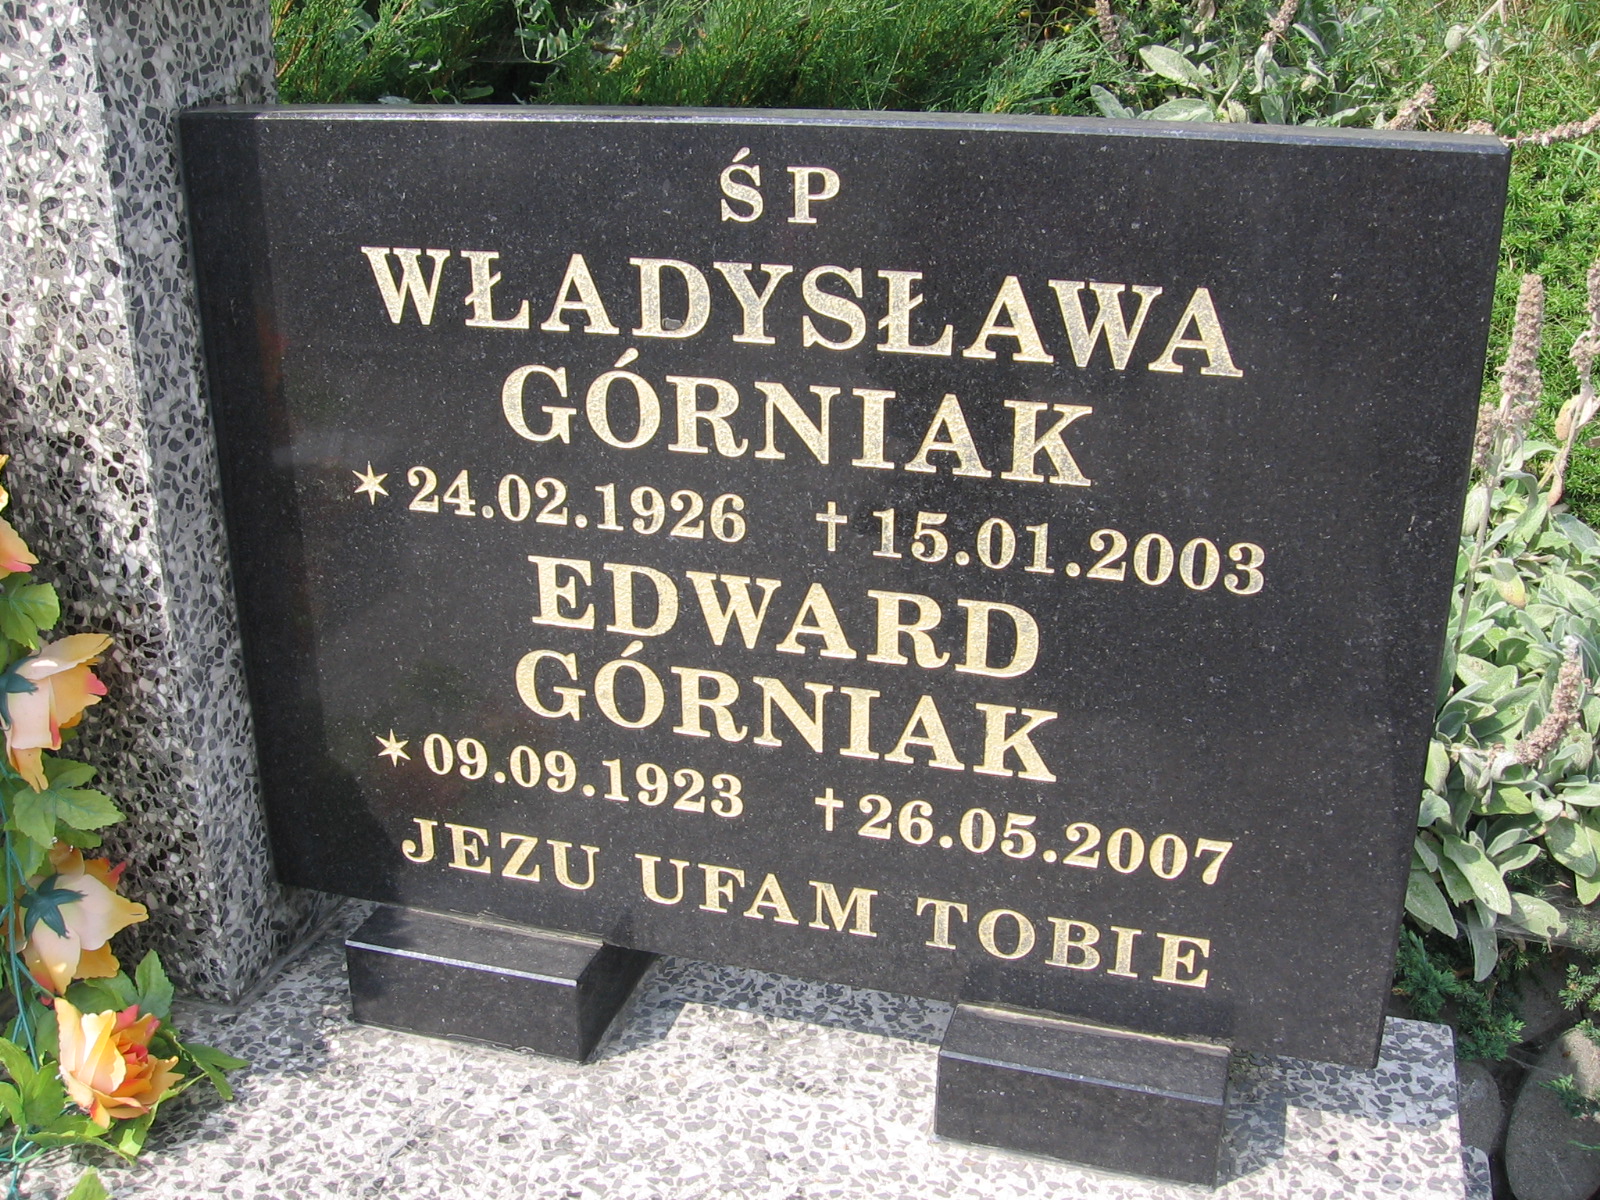 ŚP
WŁADYSŁAWA
GÓRNIAK
✶ 24.02.1926 † 15.01.2003
EDWARD
GÓRNIAK
✶ 09.09.1923 † 26.05.2007
JEZU UFAM TOBIE